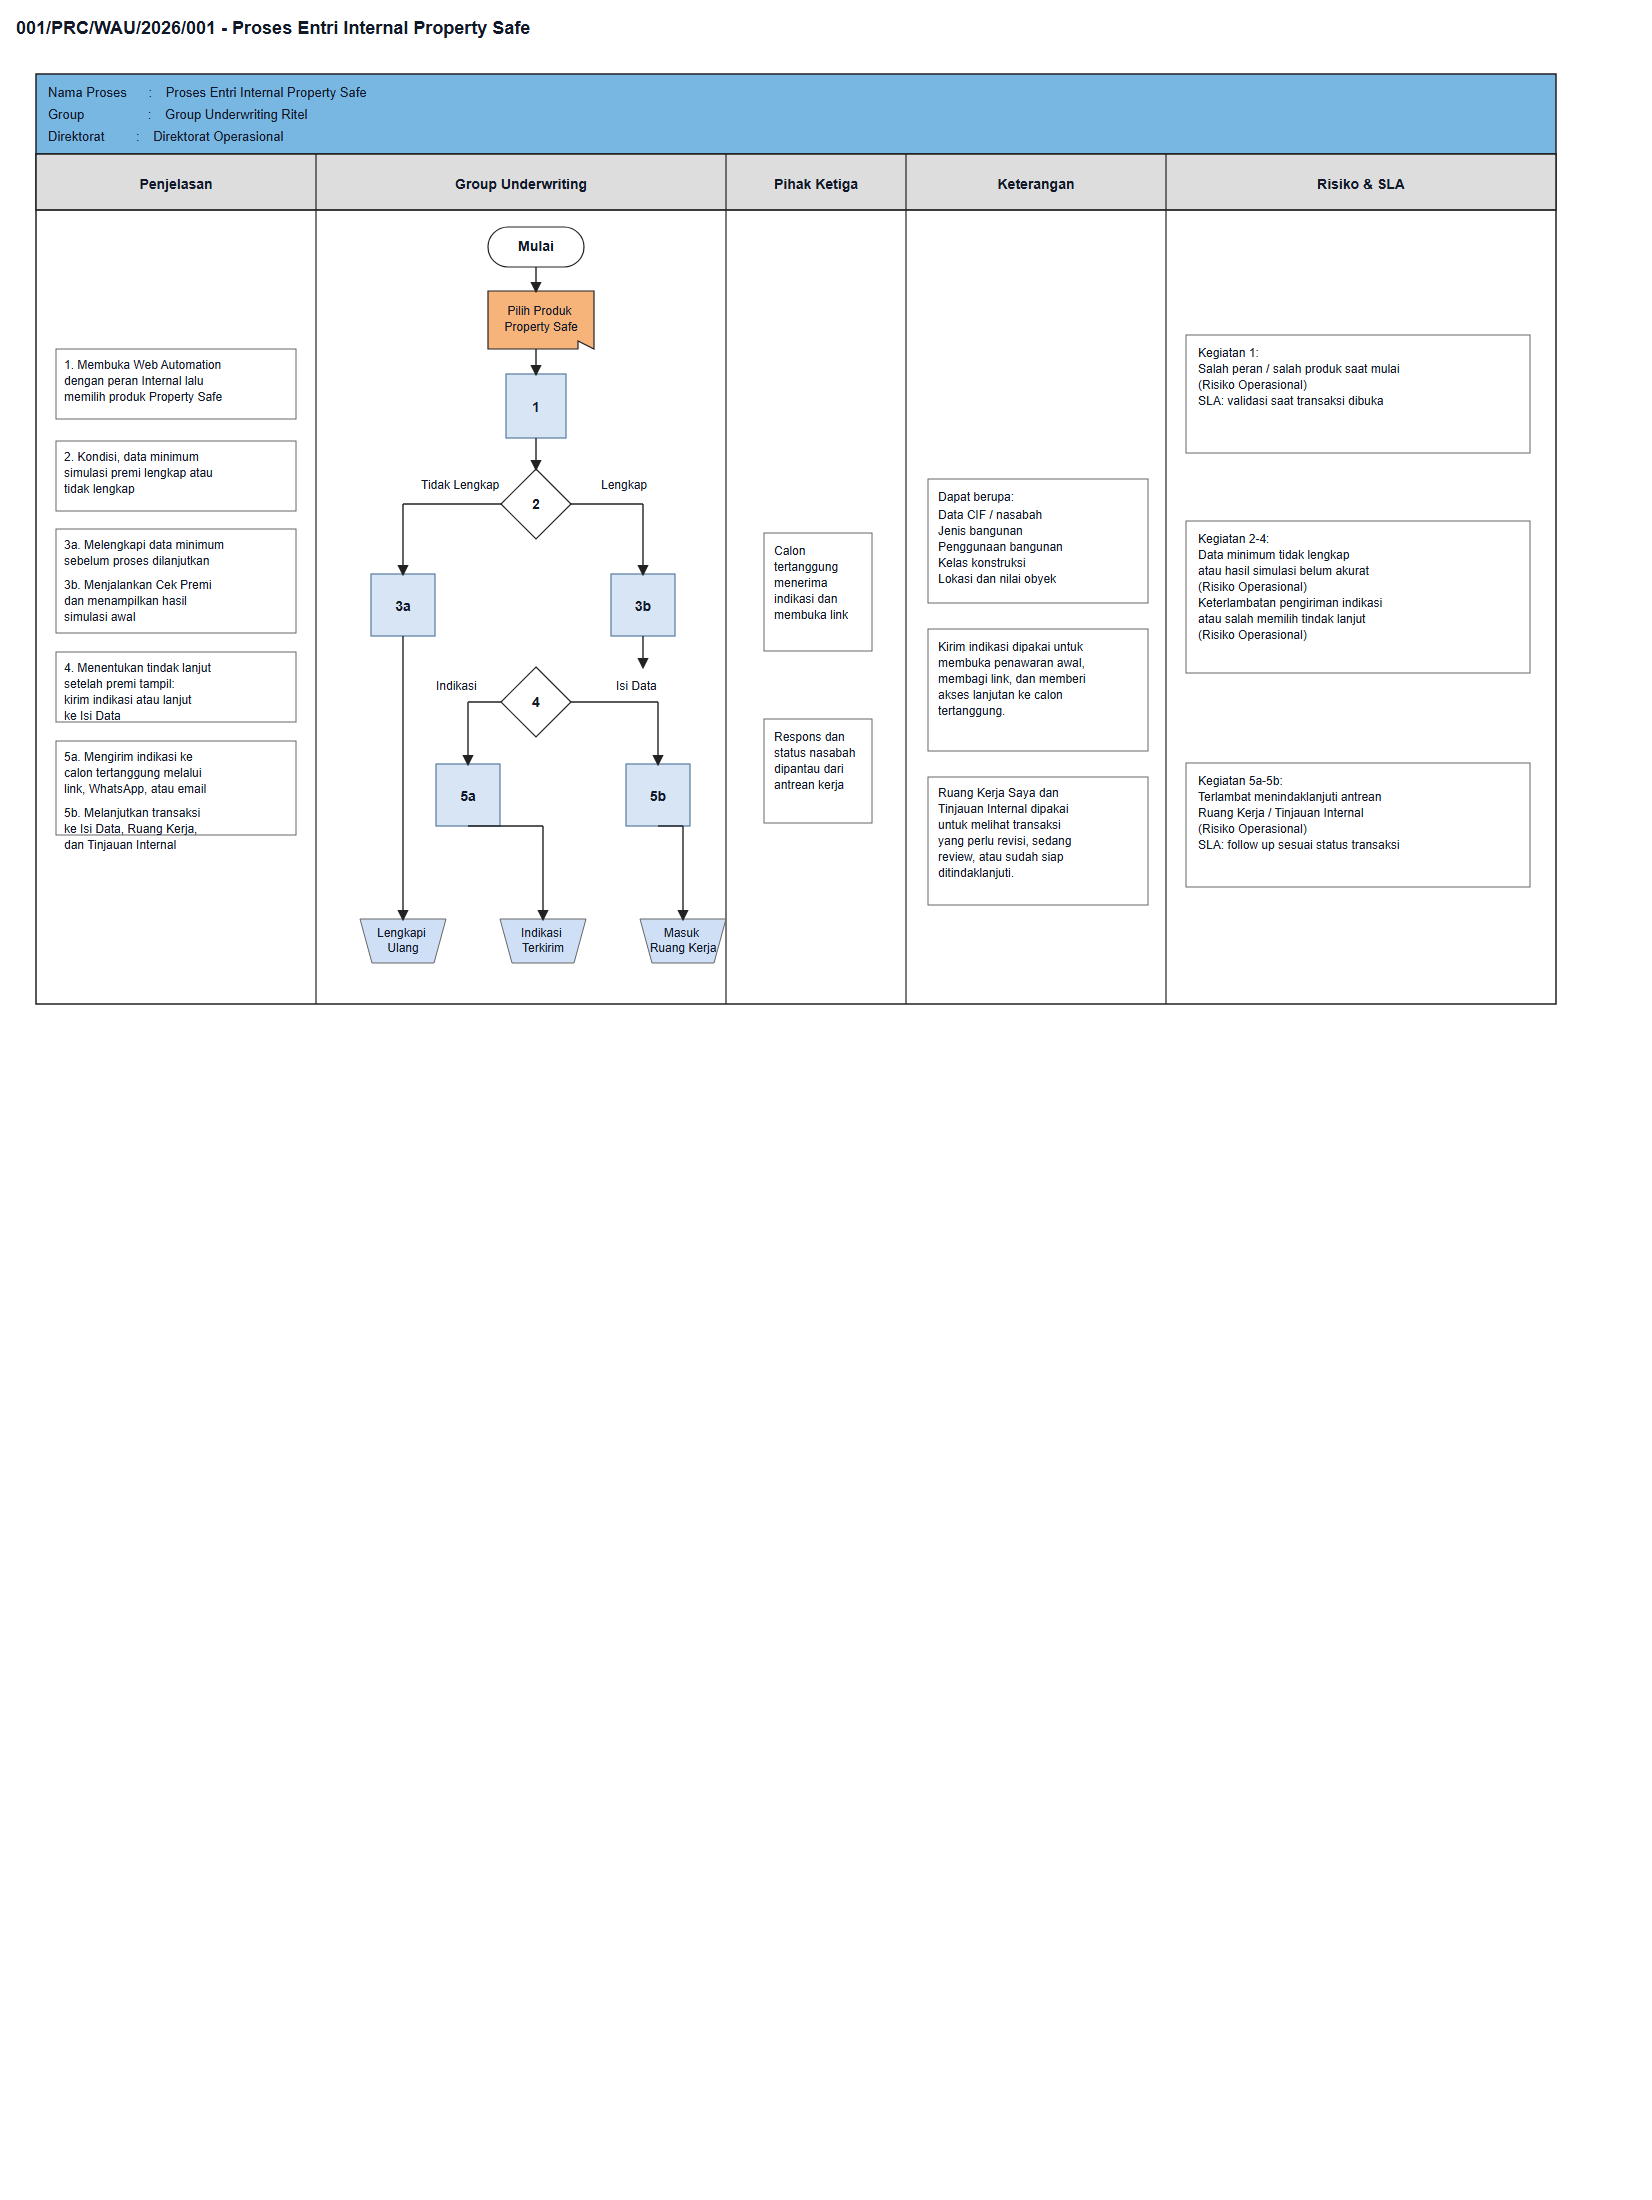 001/PRC/WAU/2026/001 - Proses Entri Internal Property Safe
Nama Proses : Proses Entri Internal Property Safe
Group : Group Underwriting Ritel
Direktorat : Direktorat Operasional
Penjelasan
Group Underwriting
Pihak Ketiga
Keterangan
Risiko & SLA
1. Membuka Web Automation
dengan peran Internal lalu
memilih produk Property Safe
2. Kondisi, data minimum
simulasi premi lengkap atau
tidak lengkap
3a. Melengkapi data minimum
sebelum proses dilanjutkan
3b. Menjalankan Cek Premi
dan menampilkan hasil
simulasi awal
4. Menentukan tindak lanjut
setelah premi tampil:
kirim indikasi atau lanjut
ke Isi Data
5a. Mengirim indikasi ke
calon tertanggung melalui
link, WhatsApp, atau email
5b. Melanjutkan transaksi
ke Isi Data, Ruang Kerja,
dan Tinjauan Internal
Mulai
Pilih Produk
Property Safe
1
Tidak Lengkap
2
Lengkap
3a
3b
Indikasi
4
Isi Data
5a
5b
Lengkapi
Ulang
Indikasi
Terkirim
Masuk
Ruang Kerja
Calon
tertanggung
menerima
indikasi dan
membuka link
Respons dan
status nasabah
dipantau dari
antrean kerja
Dapat berupa:
Data CIF / nasabah
Jenis bangunan
Penggunaan bangunan
Kelas konstruksi
Lokasi dan nilai obyek
Kirim indikasi dipakai untuk
membuka penawaran awal,
membagi link, dan memberi
akses lanjutan ke calon
tertanggung.
Ruang Kerja Saya dan
Tinjauan Internal dipakai
untuk melihat transaksi
yang perlu revisi, sedang
review, atau sudah siap
ditindaklanjuti.
Kegiatan 1:
Salah peran / salah produk saat mulai
(Risiko Operasional)
SLA: validasi saat transaksi dibuka
Kegiatan 2-4:
Data minimum tidak lengkap
atau hasil simulasi belum akurat
(Risiko Operasional)
Keterlambatan pengiriman indikasi
atau salah memilih tindak lanjut
(Risiko Operasional)
Kegiatan 5a-5b:
Terlambat menindaklanjuti antrean
Ruang Kerja / Tinjauan Internal
(Risiko Operasional)
SLA: follow up sesuai status transaksi